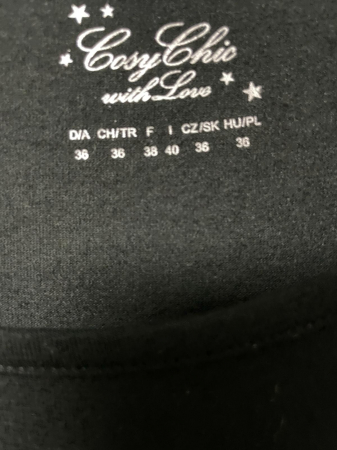 Cosy Chic
with Love
D/A CH/TR F I CZ/SK HU/PL
36 36 38 40 36 36